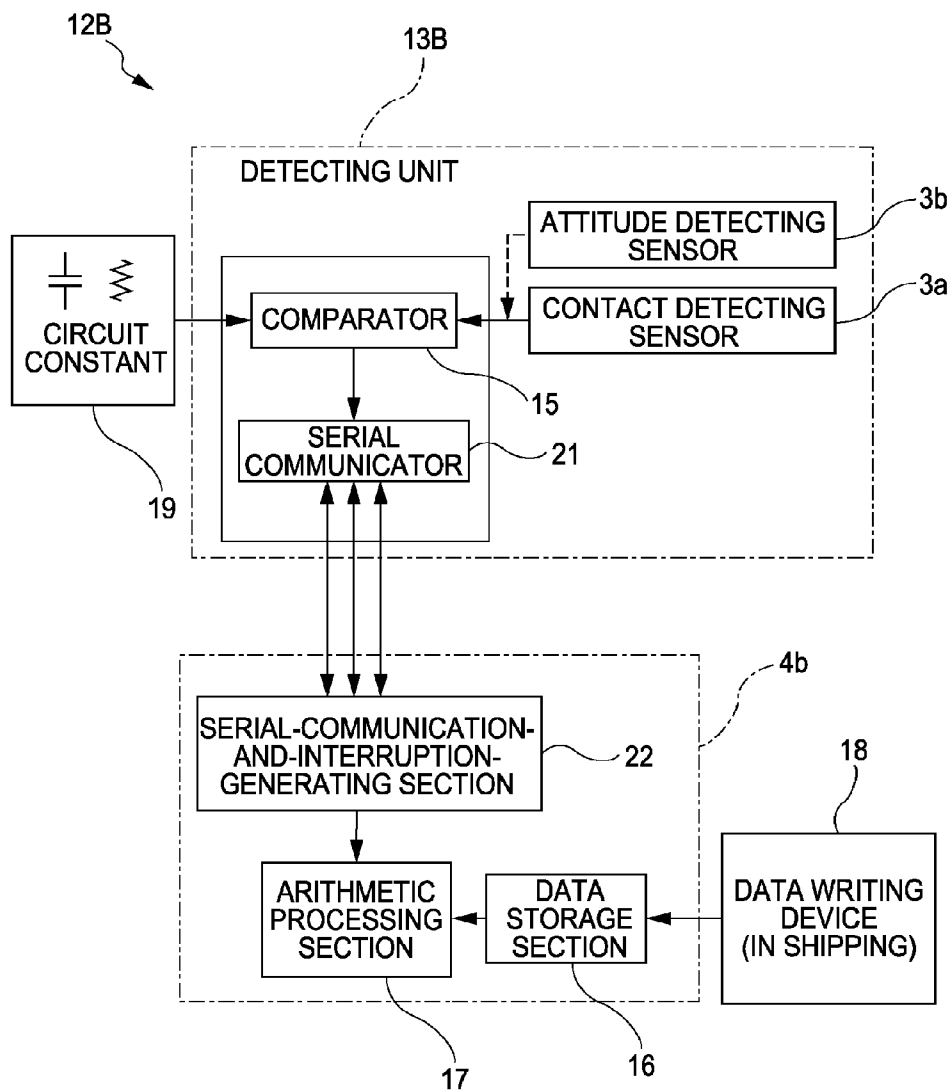 12B
13B
DETECTING UNIT
3b
ATTITUDE DETECTING
SENSOR
3a
CONTACT DETECTING
SENSOR
COMPARATOR
CIRCUIT
CONSTANT
15
SERIAL
COMMUNICATOR
21
19
4b
SERIAL-COMMUNICATION-
AND-INTERRUPTION-
GENERATING SECTION
22
18
ARITHMETIC
PROCESSING
SECTION
DATA
STORAGE
SECTION
DATA WRITING
DEVICE
(IN SHIPPING)
17
16